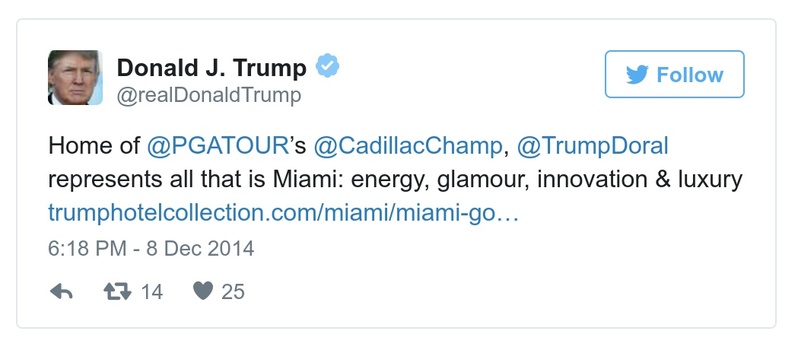 Donald J. Trump
@realDonaldTrump
Follow
Home of @PGATOUR’s @CadillacChamp, @TrumpDoral
represents all that is Miami: energy, glamour, innovation & luxury
trumphotelcollection.com/miami/miami-go…
6:18 PM - 8 Dec 2014
14 25